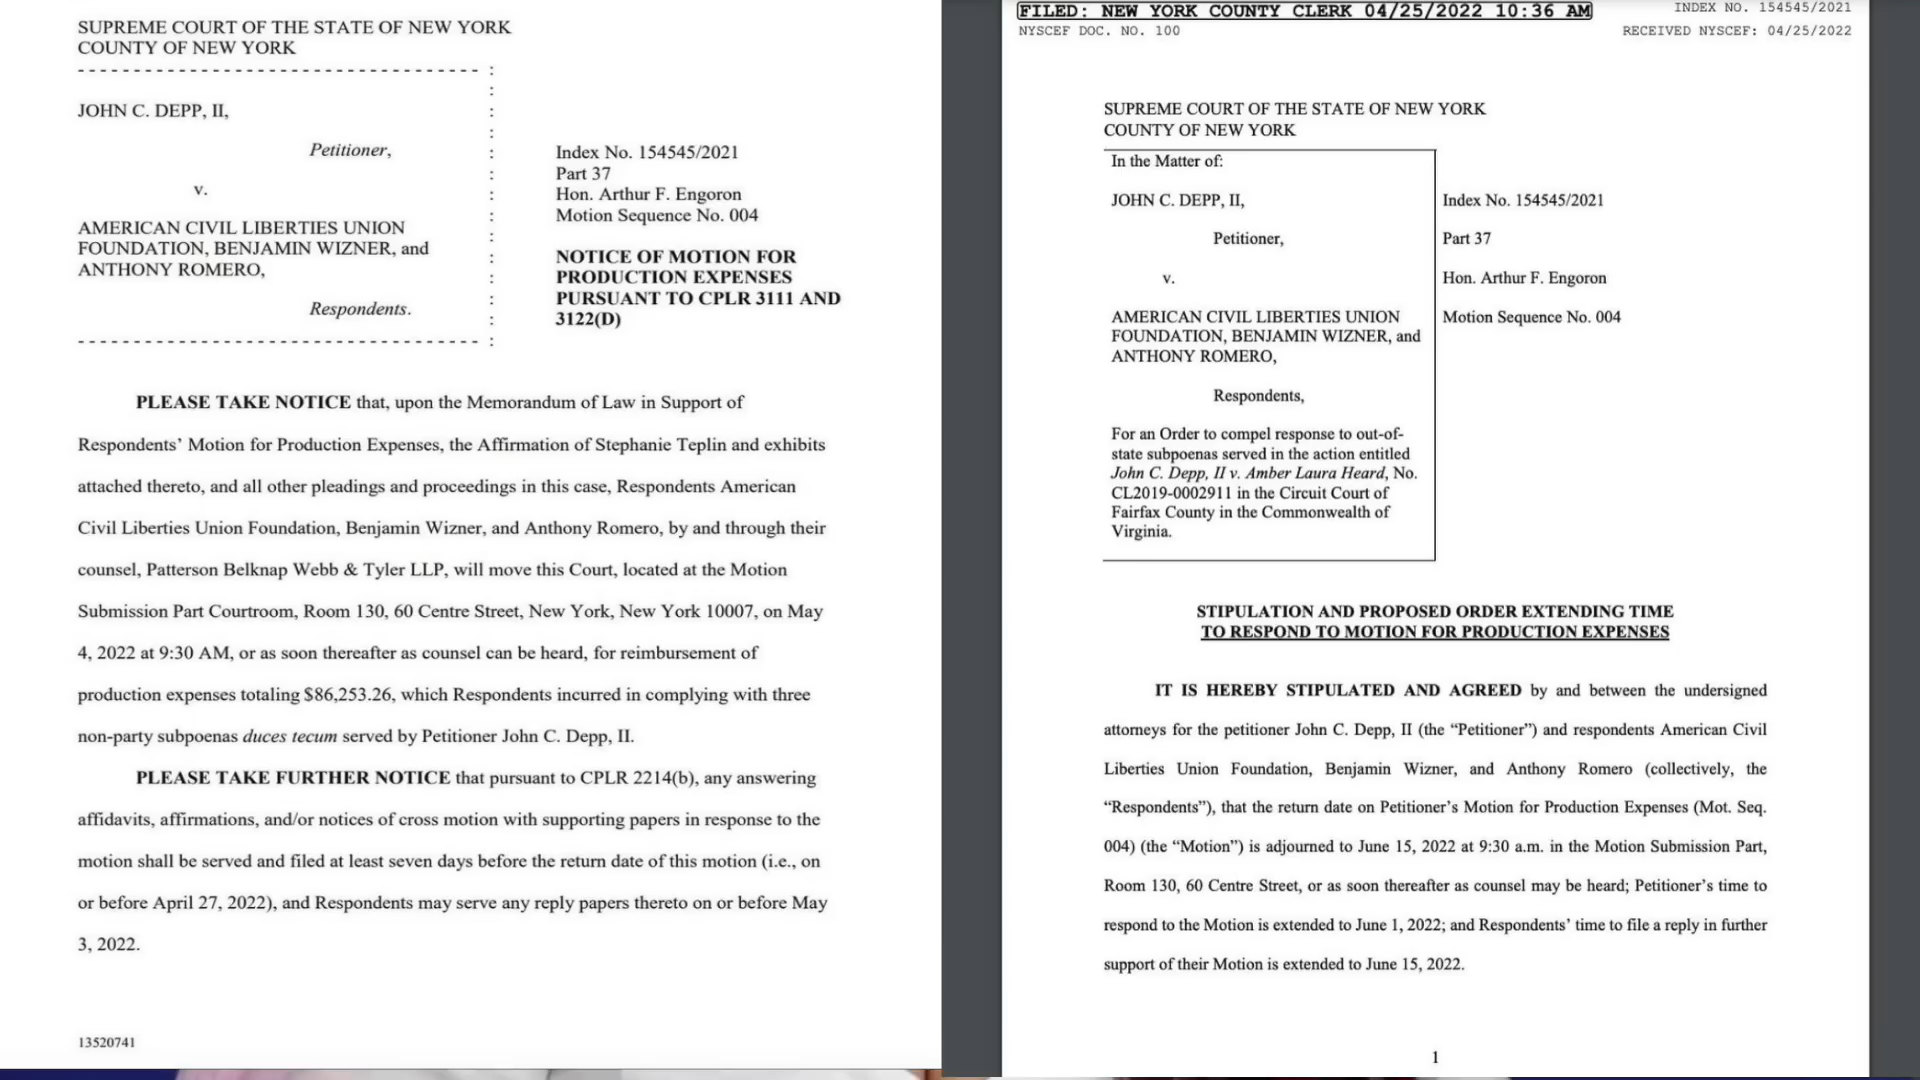 SUPREME COURT OF THE STATE OF NEW YORK
COUNTY OF NEW YORK
- - - - - - - - - - - - - - - - - - - - - - - - - - - - - - - - - - - :
:
JOHN C. DEPP, II, :
:
Petitioner, : Index No. 154545/2021
: Part 37
v. : Hon. Arthur F. Engoron
: Motion Sequence No. 004
AMERICAN CIVIL LIBERTIES UNION :
FOUNDATION, BENJAMIN WIZNER, and : NOTICE OF MOTION FOR
ANTHONY ROMERO, : PRODUCTION EXPENSES
: PURSUANT TO CPLR 3111 AND
Respondents. : 3122(D)
- - - - - - - - - - - - - - - - - - - - - - - - - - - - - - - - - - - :
PLEASE TAKE NOTICE that, upon the Memorandum of Law in Support of
Respondents’ Motion for Production Expenses, the Affirmation of Stephanie Teplin and exhibits
attached thereto, and all other pleadings and proceedings in this case, Respondents American
Civil Liberties Union Foundation, Benjamin Wizner, and Anthony Romero, by and through their
counsel, Patterson Belknap Webb & Tyler LLP, will move this Court, located at the Motion
Submission Part Courtroom, Room 130, 60 Centre Street, New York, New York 10007, on May
4, 2022 at 9:30 AM, or as soon thereafter as counsel can be heard, for reimbursement of
production expenses totaling $86,253.26, which Respondents incurred in complying with three
non-party subpoenas duces tecum served by Petitioner John C. Depp, II.
PLEASE TAKE FURTHER NOTICE that pursuant to CPLR 2214(b), any answering
affidavits, affirmations, and/or notices of cross motion with supporting papers in response to the
motion shall be served and filed at least seven days before the return date of this motion (i.e., on
or before April 27, 2022), and Respondents may serve any reply papers thereto on or before May
3, 2022.
13520741
FILED: NEW YORK COUNTY CLERK 04/25/2022 10:36 AM
INDEX NO. 154545/2021
NYSCEF DOC. NO. 100
RECEIVED NYSCEF: 04/25/2022
SUPREME COURT OF THE STATE OF NEW YORK
COUNTY OF NEW YORK
In the Matter of:
JOHN C. DEPP, II, Index No. 154545/2021
Petitioner, Part 37
v. Hon. Arthur F. Engoron
AMERICAN CIVIL LIBERTIES UNION Motion Sequence No. 004
FOUNDATION, BENJAMIN WIZNER, and
ANTHONY ROMERO,
Respondents,
For an Order to compel response to out-of-
state subpoenas served in the action entitled
John C. Depp, II v. Amber Laura Heard, No.
CL2019-0002911 in the Circuit Court of
Fairfax County in the Commonwealth of
Virginia.
STIPULATION AND PROPOSED ORDER EXTENDING TIME
TO RESPOND TO MOTION FOR PRODUCTION EXPENSES
IT IS HEREBY STIPULATED AND AGREED by and between the undersigned
attorneys for the petitioner John C. Depp, II (the “Petitioner”) and respondents American Civil
Liberties Union Foundation, Benjamin Wizner, and Anthony Romero (collectively, the
“Respondents”), that the return date on Petitioner’s Motion for Production Expenses (Mot. Seq.
004) (the “Motion”) is adjourned to June 15, 2022 at 9:30 a.m. in the Motion Submission Part,
Room 130, 60 Centre Street, or as soon thereafter as counsel may be heard; Petitioner’s time to
respond to the Motion is extended to June 1, 2022; and Respondents’ time to file a reply in further
support of their Motion is extended to June 15, 2022.
1